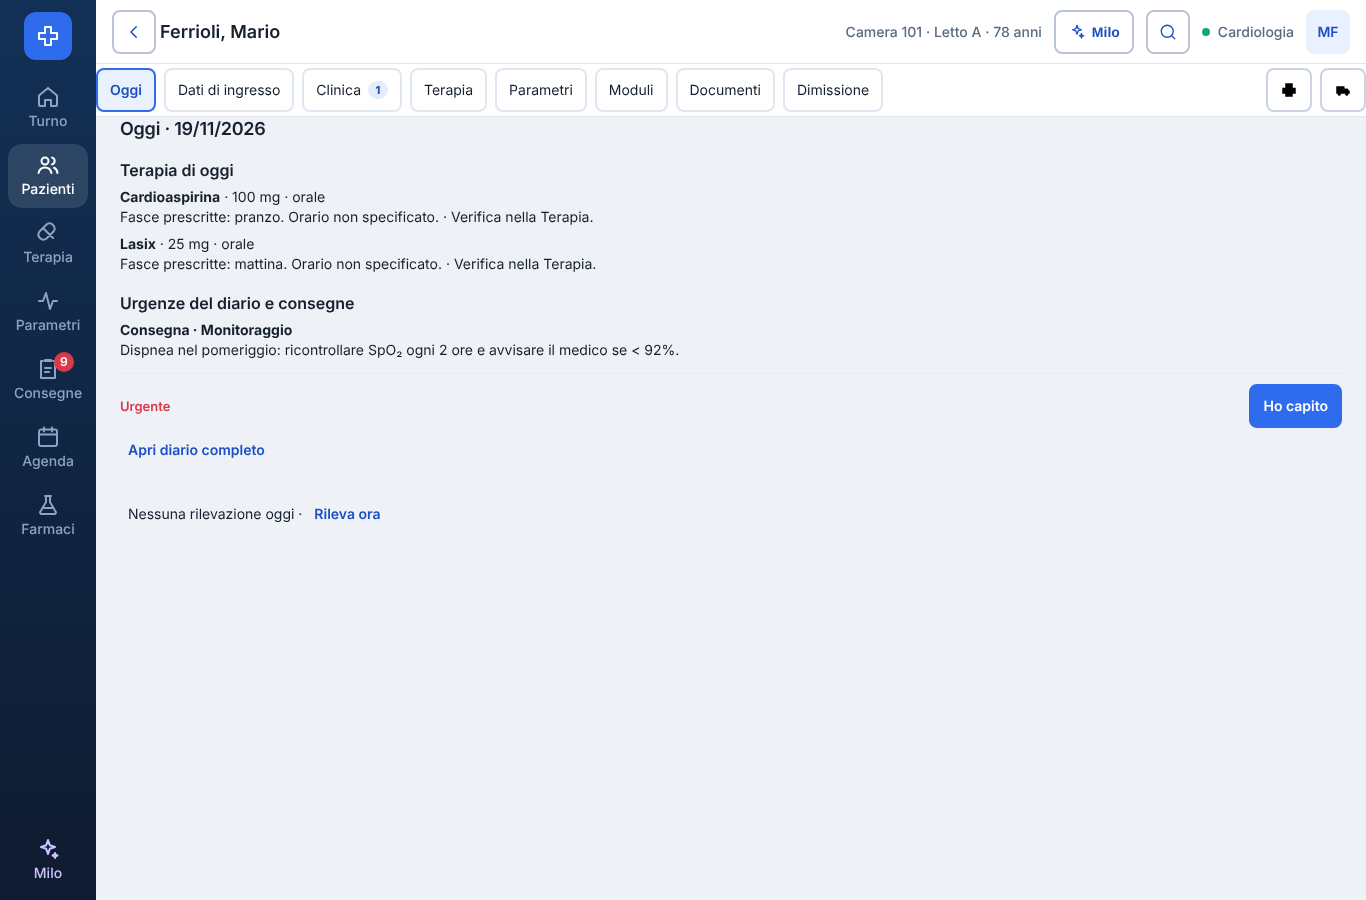 Ferrioli, Mario
Camera 101 · Letto A · 78 anni
Milo
Cardiologia
MF
Oggi
Dati di ingresso
Clinica 1
Terapia
Parametri
Moduli
Documenti
Dimissione
Turno
Pazienti
Terapia
Parametri
9
Consegne
Agenda
Farmaci
Milo
Oggi · 19/11/2026
Terapia di oggi
Cardioaspirina · 100 mg · orale
Fasce prescritte: pranzo. Orario non specificato. · Verifica nella Terapia.
Lasix · 25 mg · orale
Fasce prescritte: mattina. Orario non specificato. · Verifica nella Terapia.
Urgenze del diario e consegne
Consegna · Monitoraggio
Dispnea nel pomeriggio: ricontrollare SpO₂ ogni 2 ore e avvisare il medico se < 92%.
Urgente
Ho capito
Apri diario completo
Nessuna rilevazione oggi · Rileva ora